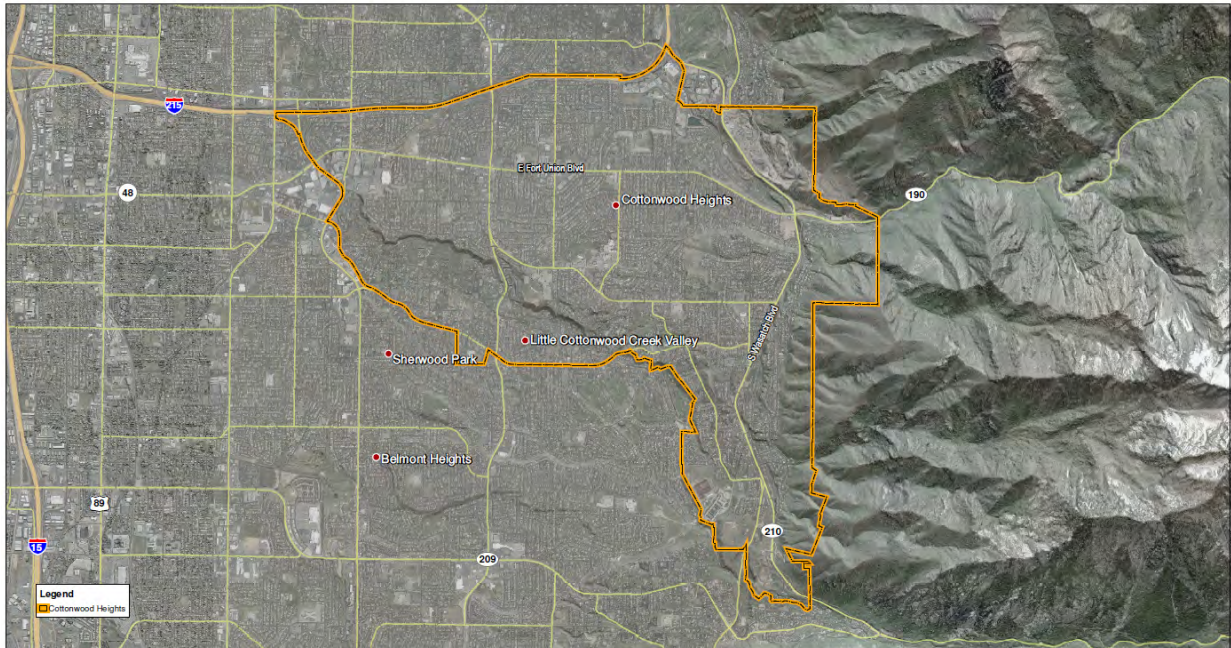 215
E Fort Union Blvd
48
190
Cottonwood Heights
S Wasatch Blvd
Little Cottonwood Creek Valley
Sherwood Park
Belmont Heights
89
210
15
209
Legend
Cottonwood Heights